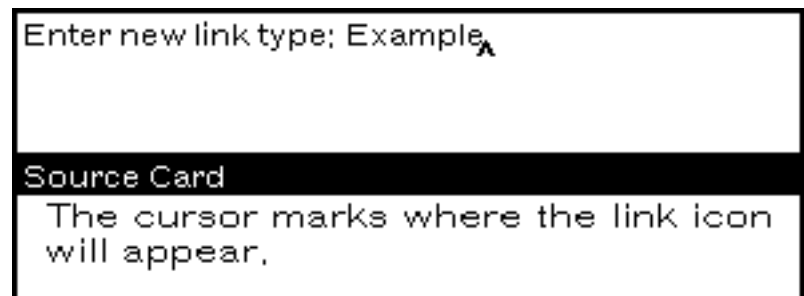 Enter new link type: Example
Source Card
The cursor marks where the link icon
will appear.